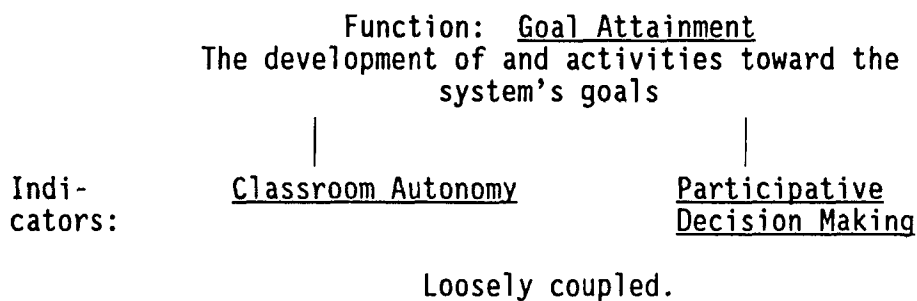 Function: Goal Attainment
The development of and activities toward the
system's goals
Indi-
cators:
Classroom Autonomy
Participative
Decision Making
Loosely coupled.